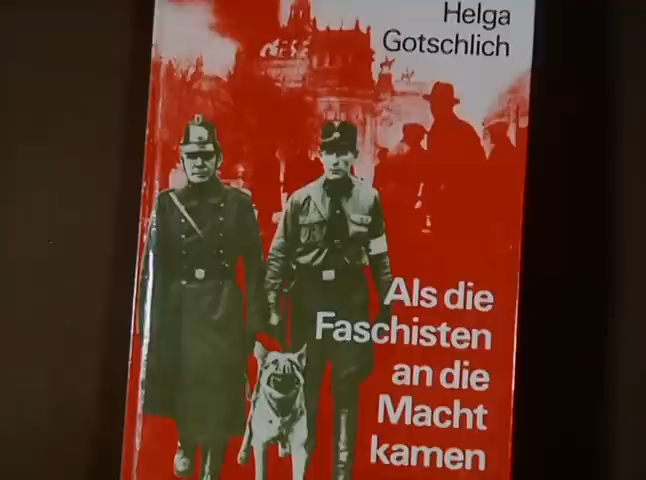 Helga
Gotschlich
Als die
Faschisten
an die
Macht
kamen